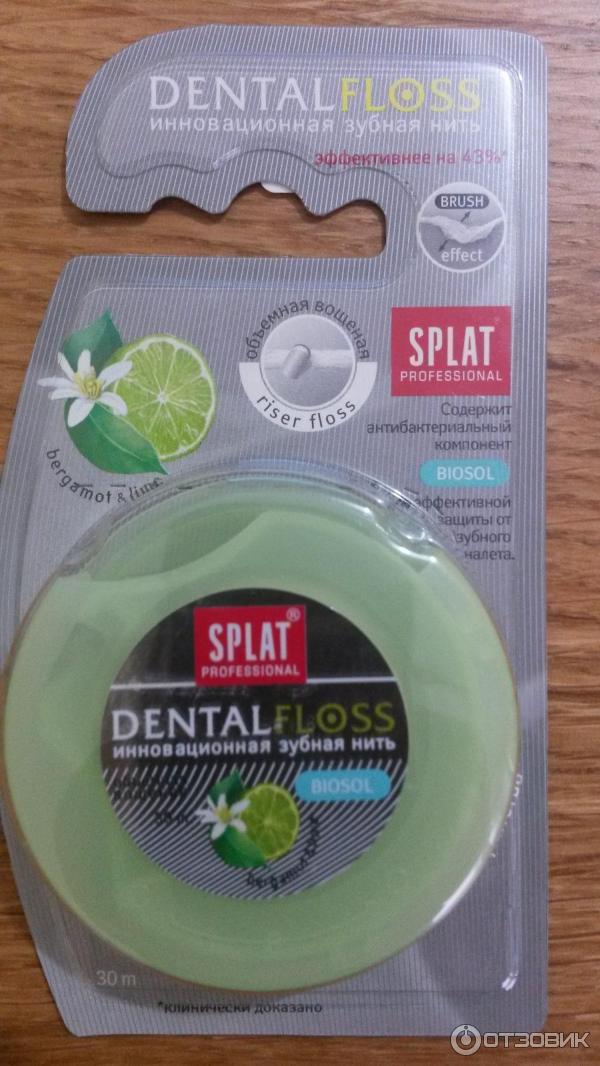 DENTALFLOSS
инновационная зубная нить
эффективнее на 43%*
BRUSH
effect
объемная вощеная
riser floss
SPLAT
PROFESSIONAL
Содержит
антибактериальный
компонент
BIOSOL
эффективной
защиты от
зубного
налета.
bergamot & lime
SPLAT®
PROFESSIONAL
DENTALFLOSS
инновационная зубная нить
BIOSOL
30 m
*клинически доказано
ОТЗОВИК